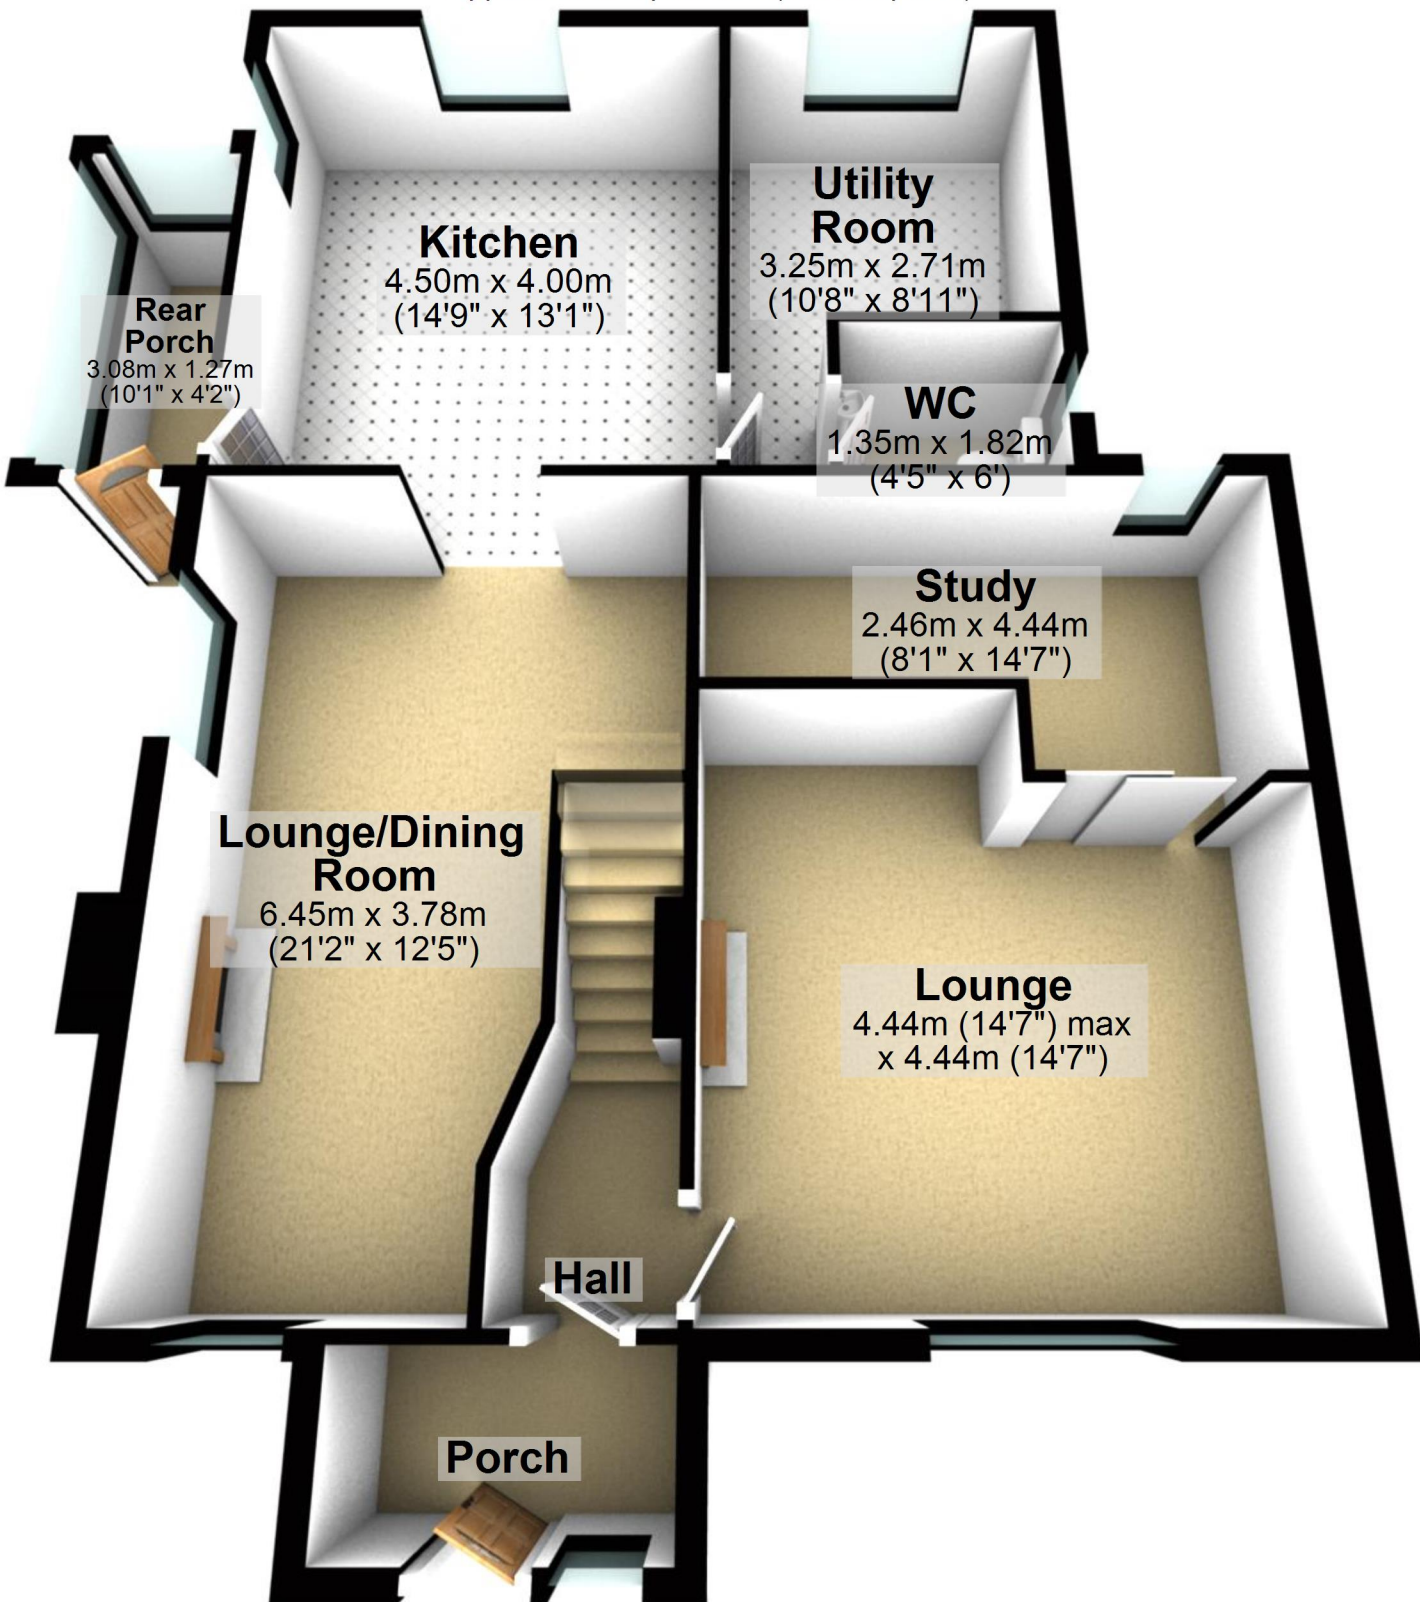 Utility
Room
3.25m x 2.71m
(10'8" x 8'11")
Kitchen
4.50m x 4.00m
(14'9" x 13'1")
Rear
Porch
3.08m x 1.27m
(10'1" x 4'2")
WC
1.35m x 1.82m
(4'5" x 6')
Study
2.46m x 4.44m
(8'1" x 14'7")
Lounge/Dining
Room
6.45m x 3.78m
(21'2" x 12'5")
Lounge
4.44m (14'7") max
x 4.44m (14'7")
Hall
Porch